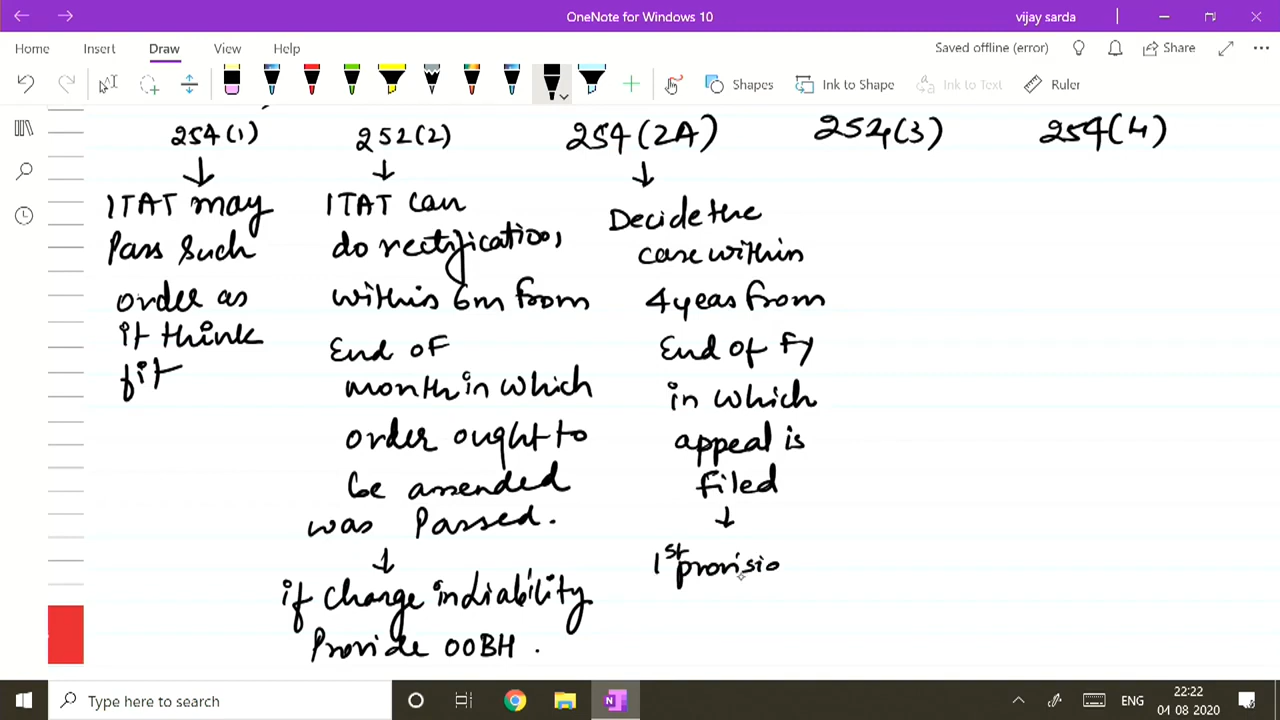 OneNote for Windows 10
vijay sarda
Home Insert Draw View Help
Saved offline (error)
Share
Shapes
Ink to Shape
Ink to Text
Ruler
254(1) 252(2) 254(2A) 254(3) 254(4)
ITAT may
Pass Such
order as
it think
fit
ITAT can
do rectification,
within 6m from
End of
month in which
order ought to
be amended
was Passed.
if change in liability
Provide OOBH.
Decide the
case within
4 yeas from
End of Fy
in which
appeal is
filed
1st provisio
Type here to search
ENG
22:22
04-08-2020
3